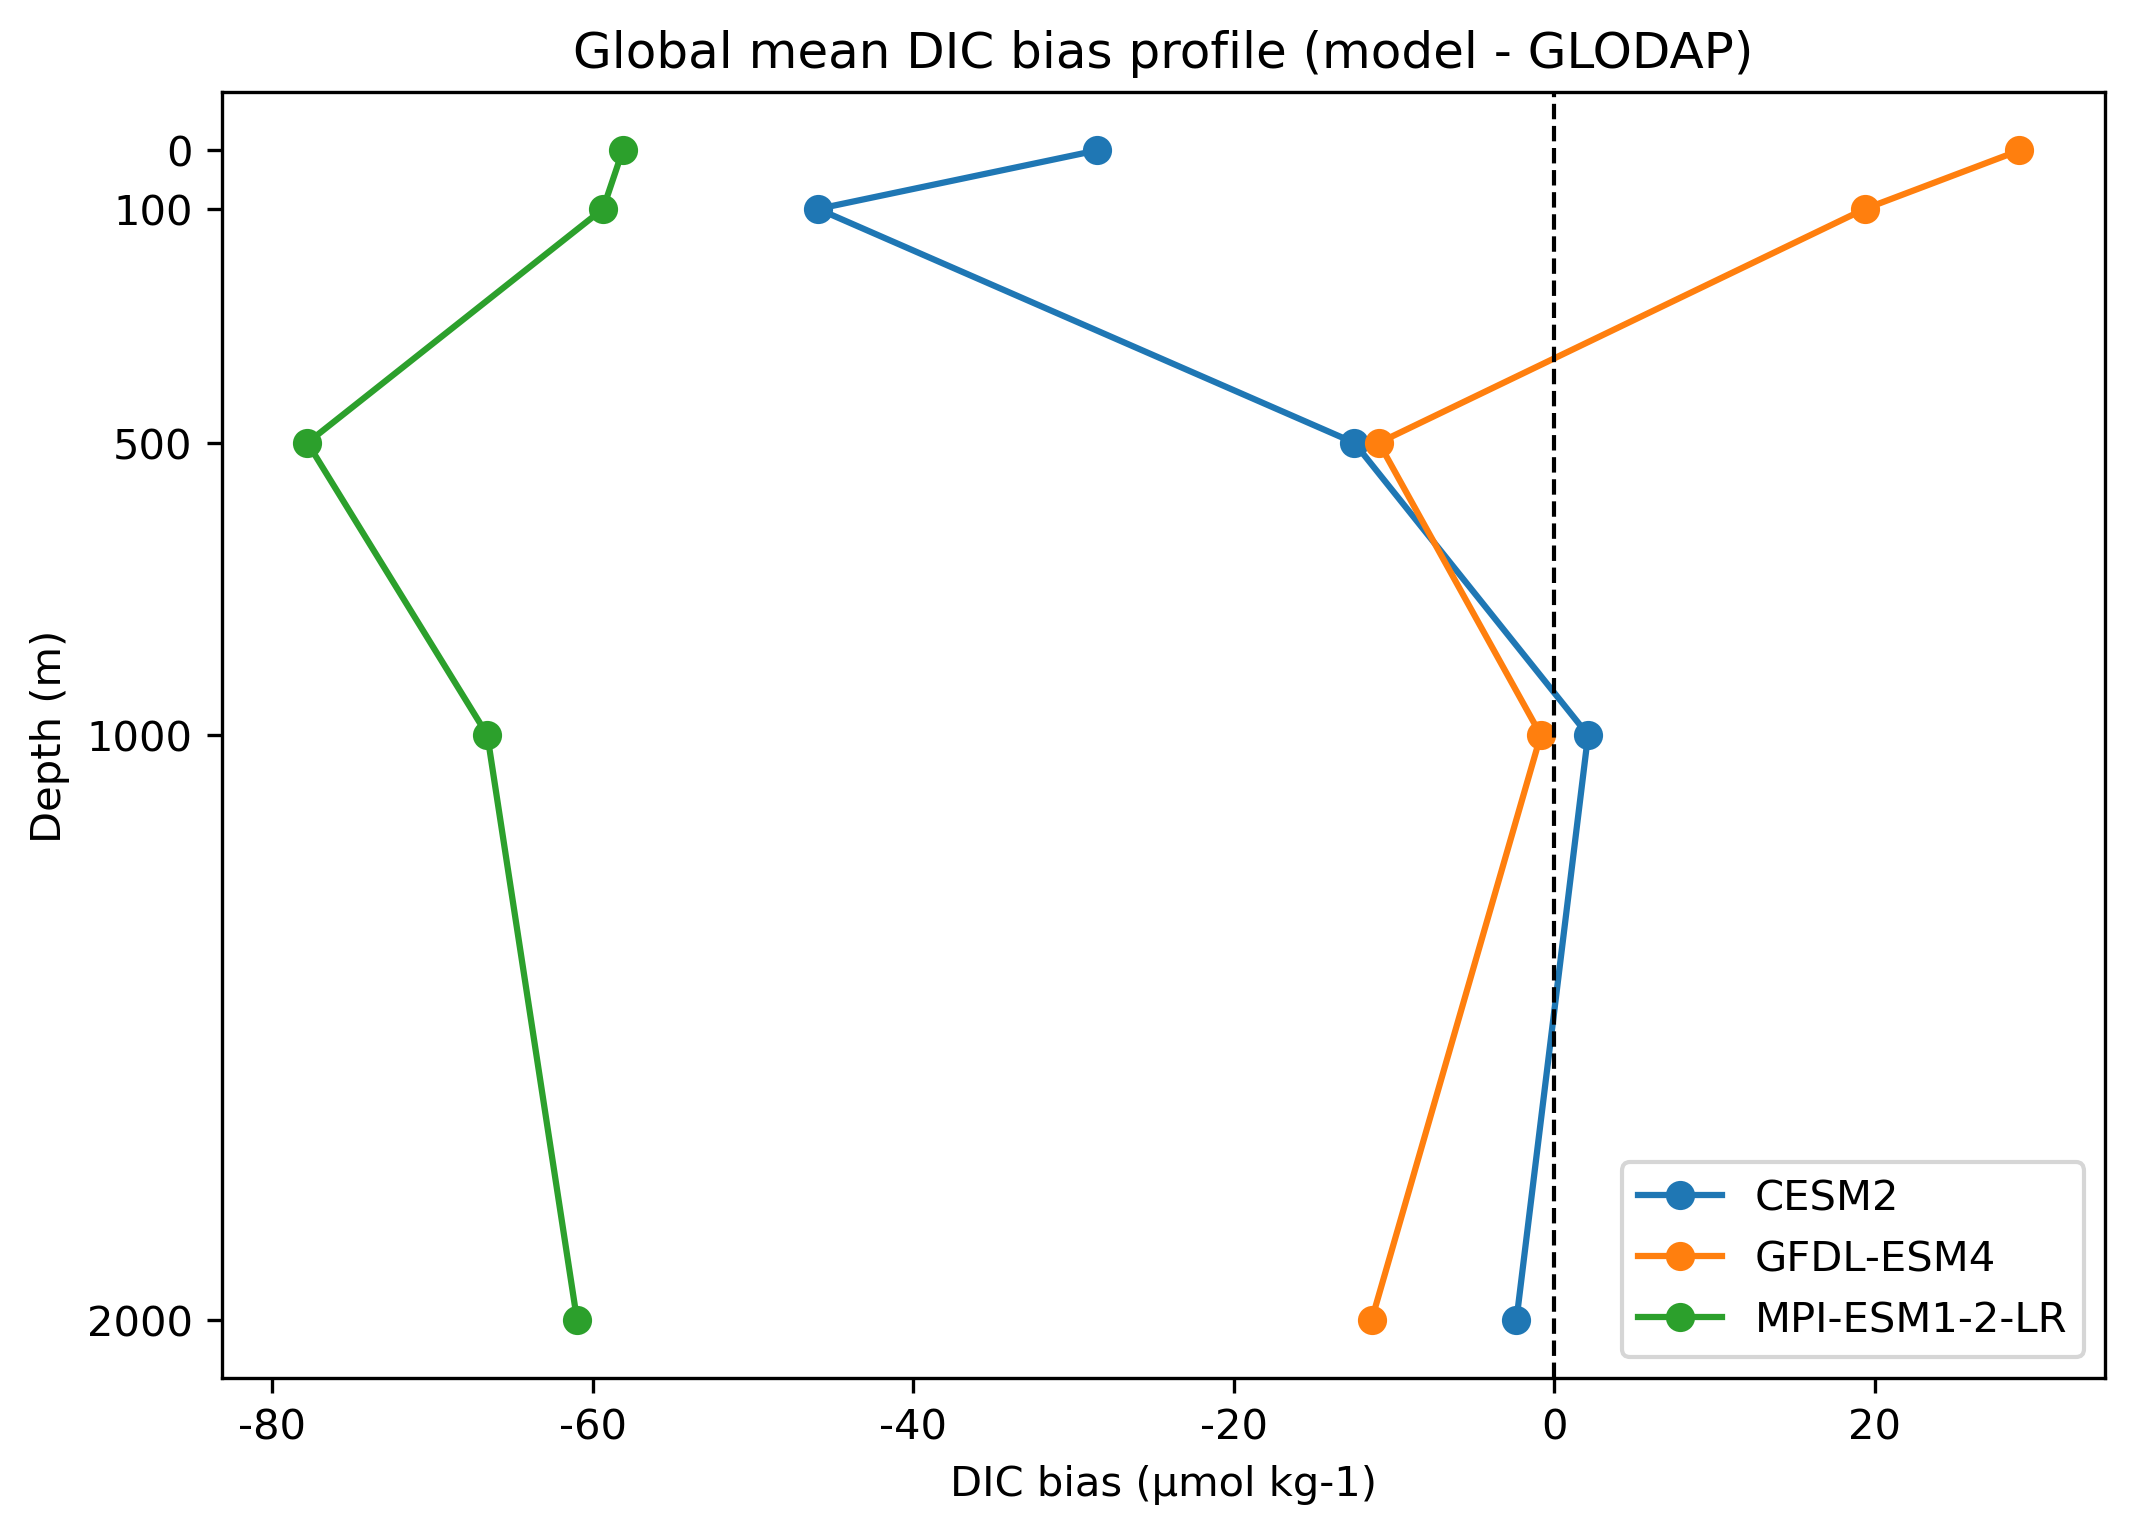 Global mean DIC bias profile (model - GLODAP)
0
100
500
1000
2000
Depth (m)
-80
-60
-40
-20
0
20
DIC bias (μmol kg-1)
CESM2
GFDL-ESM4
MPI-ESM1-2-LR